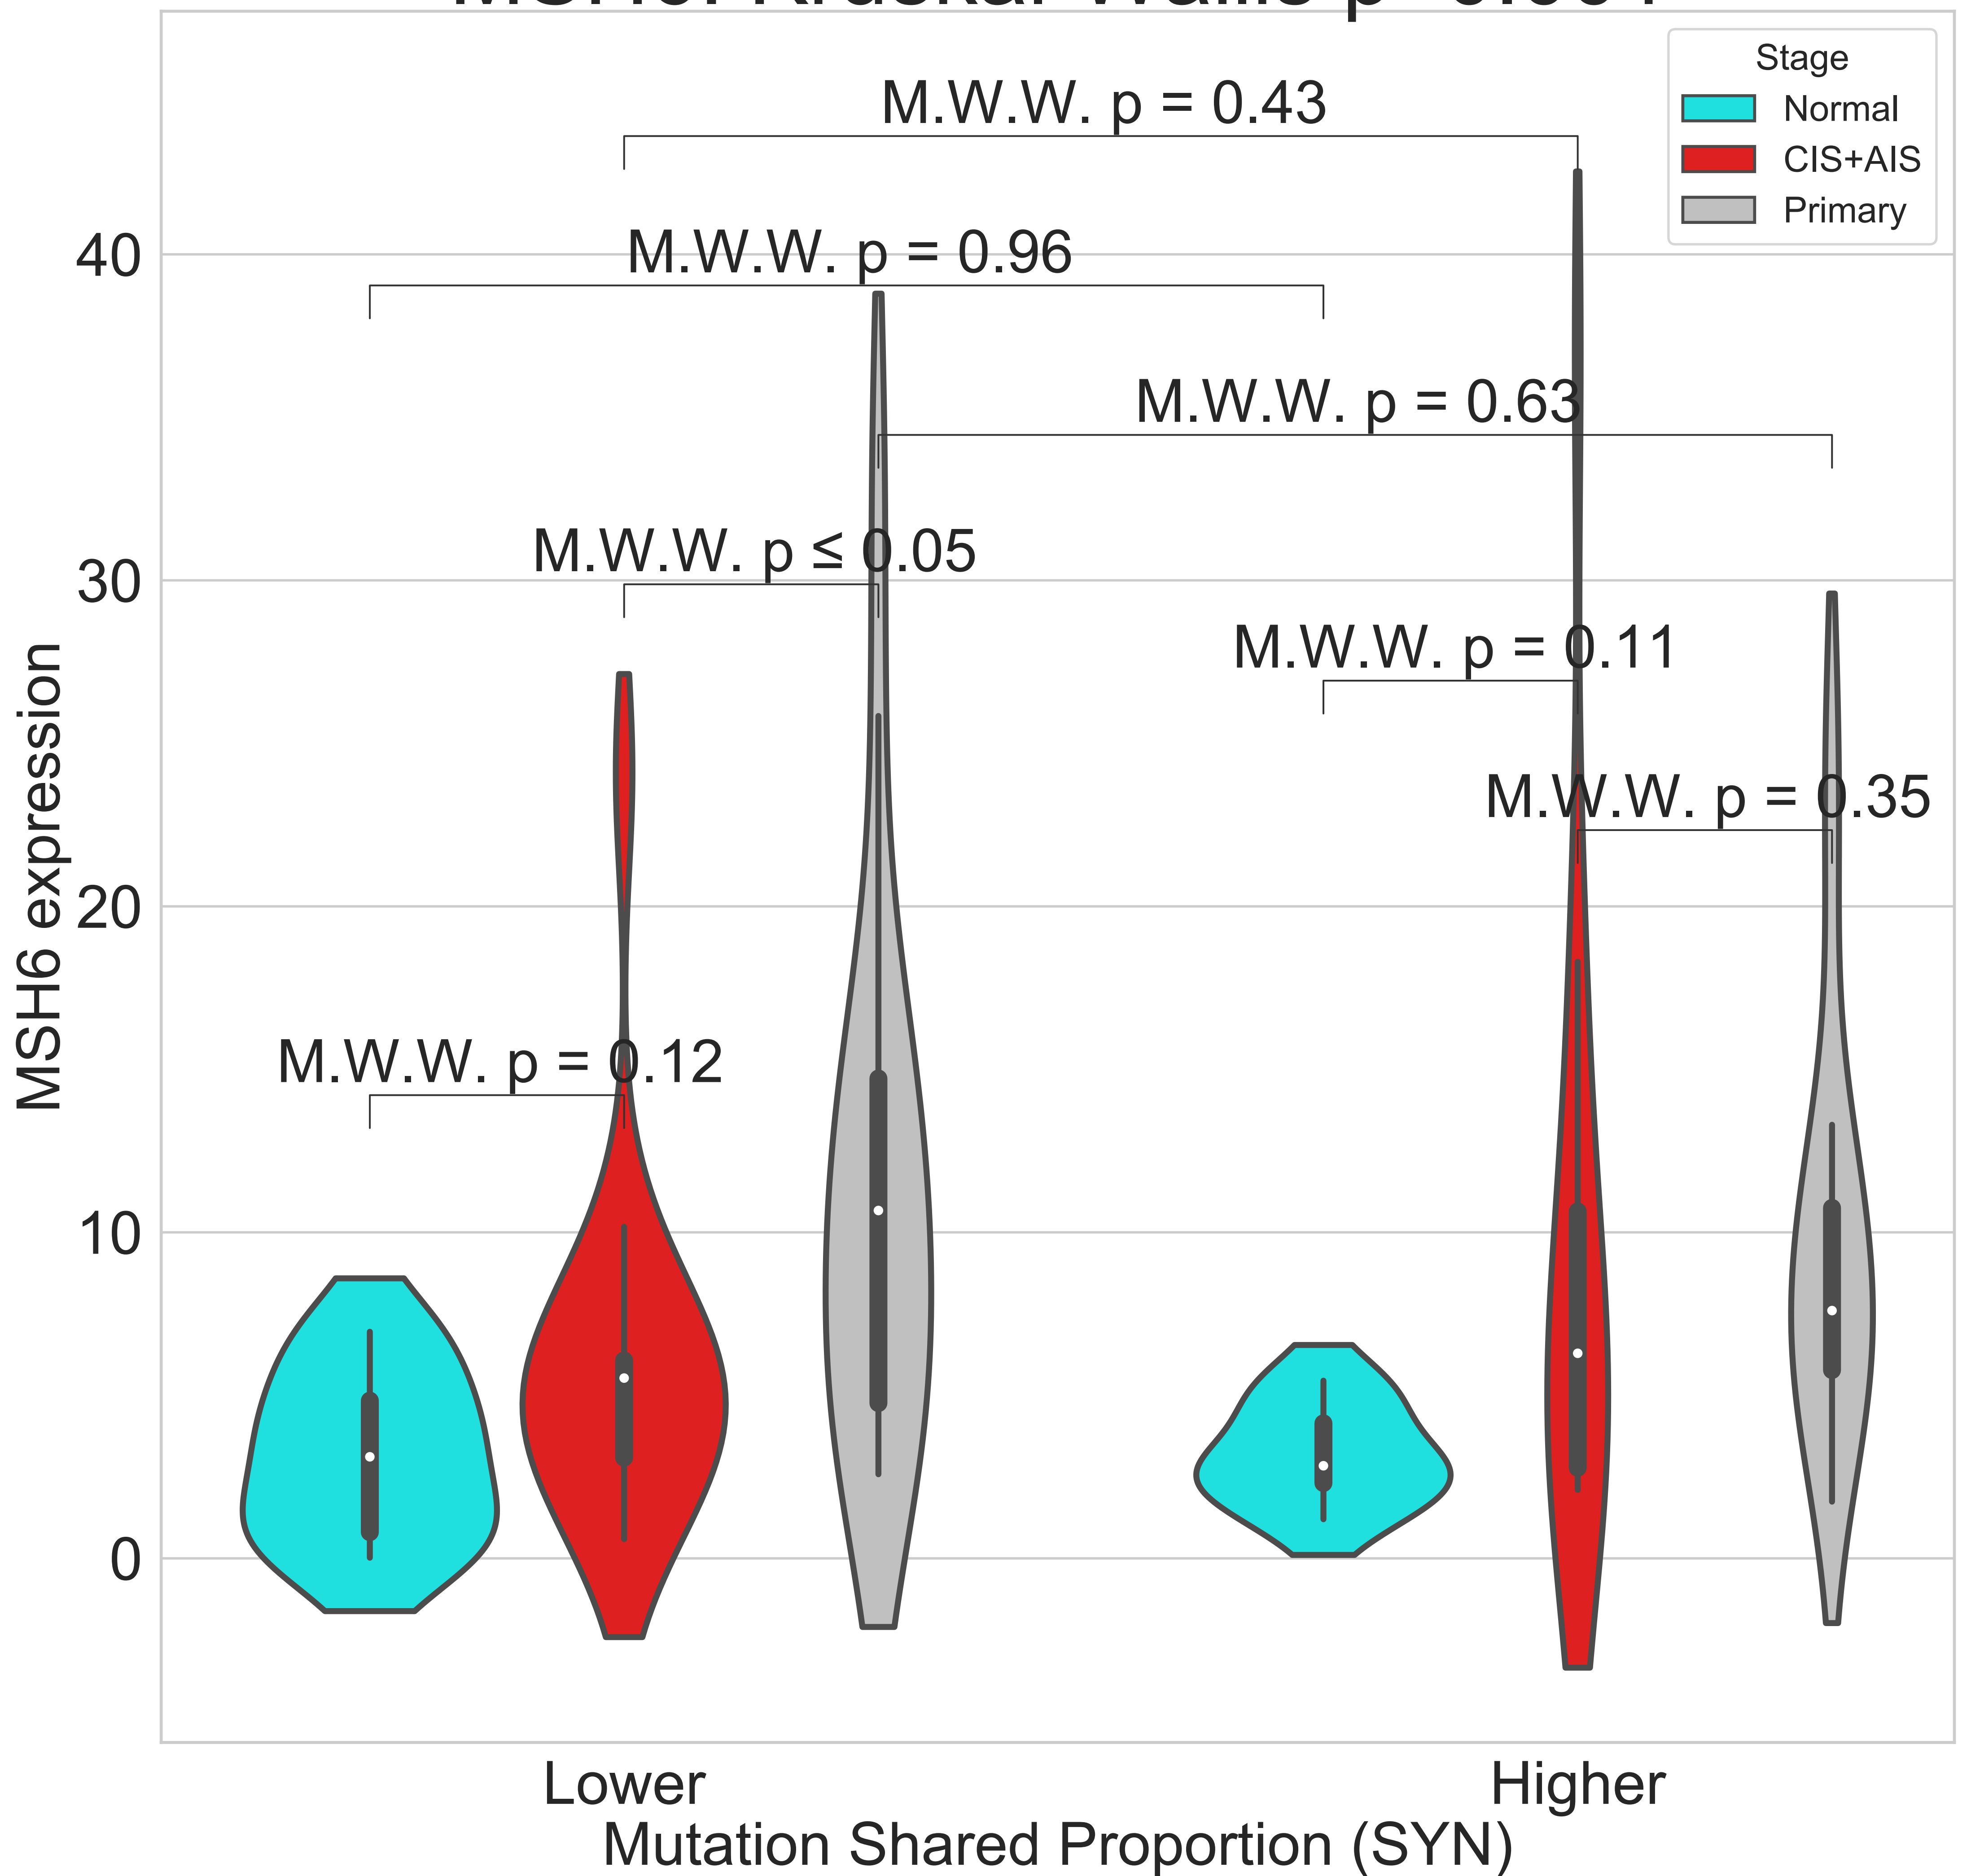 Stage
Normal
CIS+AIS
Primary
M.W.W. p = 0.43
M.W.W. p = 0.96
M.W.W. p = 0.63
M.W.W. p ≤ 0.05
M.W.W. p = 0.11
M.W.W. p = 0.35
M.W.W. p = 0.12
40
30
20
10
0
MSH6 expression
Lower
Higher
Mutation Shared Proportion (SYN)